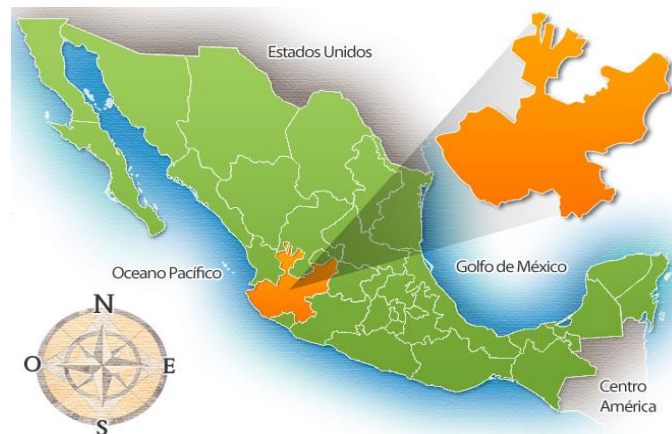 Estados Unidos
Oceano Pacífico
Golfo de México
N
O
E
S
Centro
América